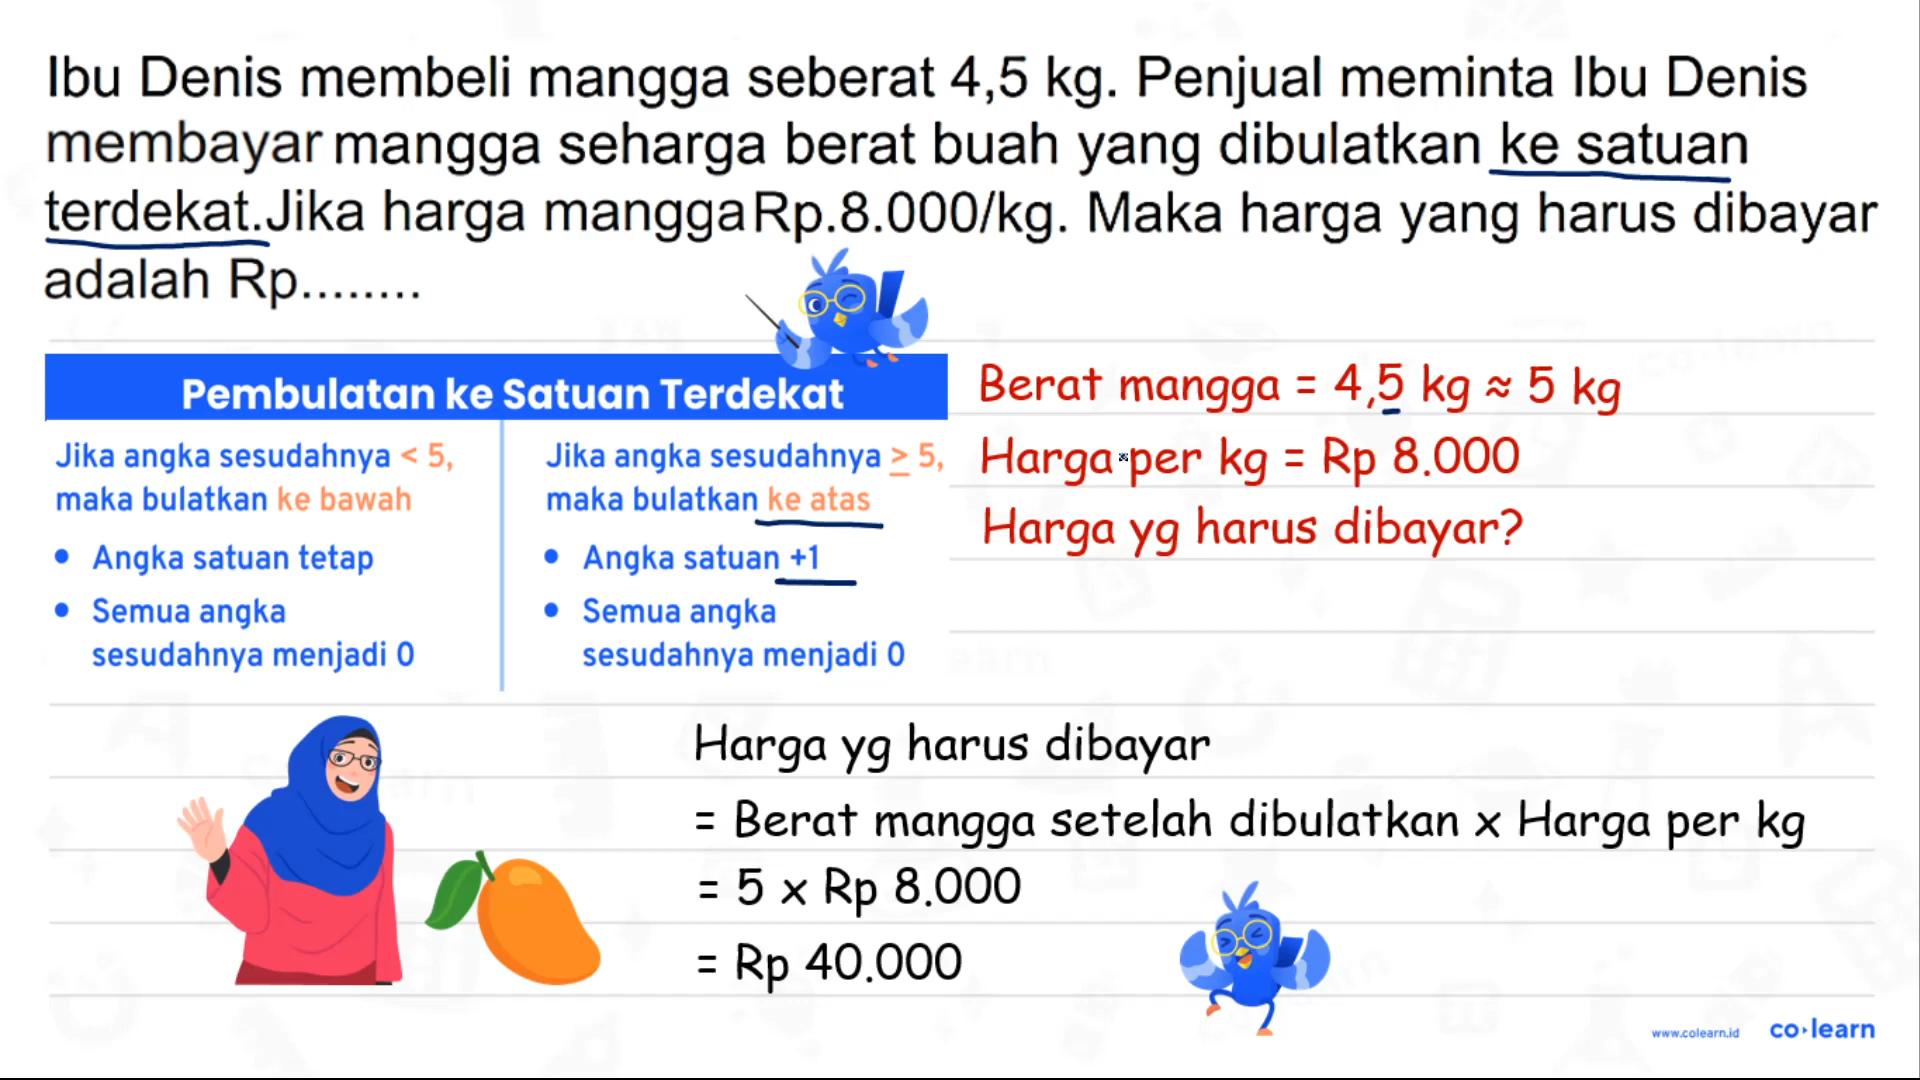 Ibu Denis membeli mangga seberat 4,5 kg. Penjual meminta Ibu Denis
membayar mangga seharga berat buah yang dibulatkan ke satuan
terdekat.Jika harga mangga Rp.8.000/kg. Maka harga yang harus dibayar
adalah Rp........
Pembulatan ke Satuan Terdekat
Jika angka sesudahnya < 5,
maka bulatkan ke bawah
• Angka satuan tetap
• Semua angka
sesudahnya menjadi 0
Jika angka sesudahnya ≥ 5,
maka bulatkan ke atas
• Angka satuan +1
• Semua angka
sesudahnya menjadi 0
Berat mangga = 4,5 kg ≈ 5 kg
Harga per kg = Rp 8.000
Harga yg harus dibayar?
Harga yg harus dibayar
= Berat mangga setelah dibulatkan x Harga per kg
= 5 x Rp 8.000
= Rp 40.000
www.colearn.id co·learn